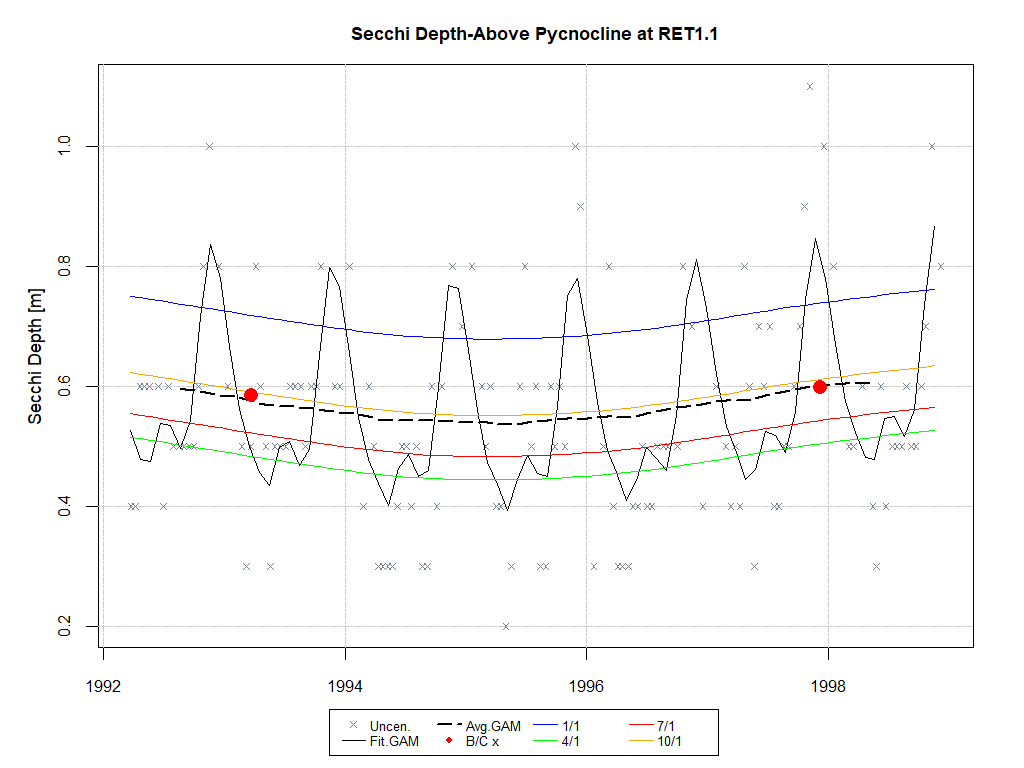 Secchi Depth-Above Pycnocline at RET1.1
Secchi Depth [m]
1.0
0.8
0.6
0.4
0.2
1992 1994 1996 1998
Uncen. Avg.GAM 1/1 7/1
Fit.GAM B/C x 4/1 10/1